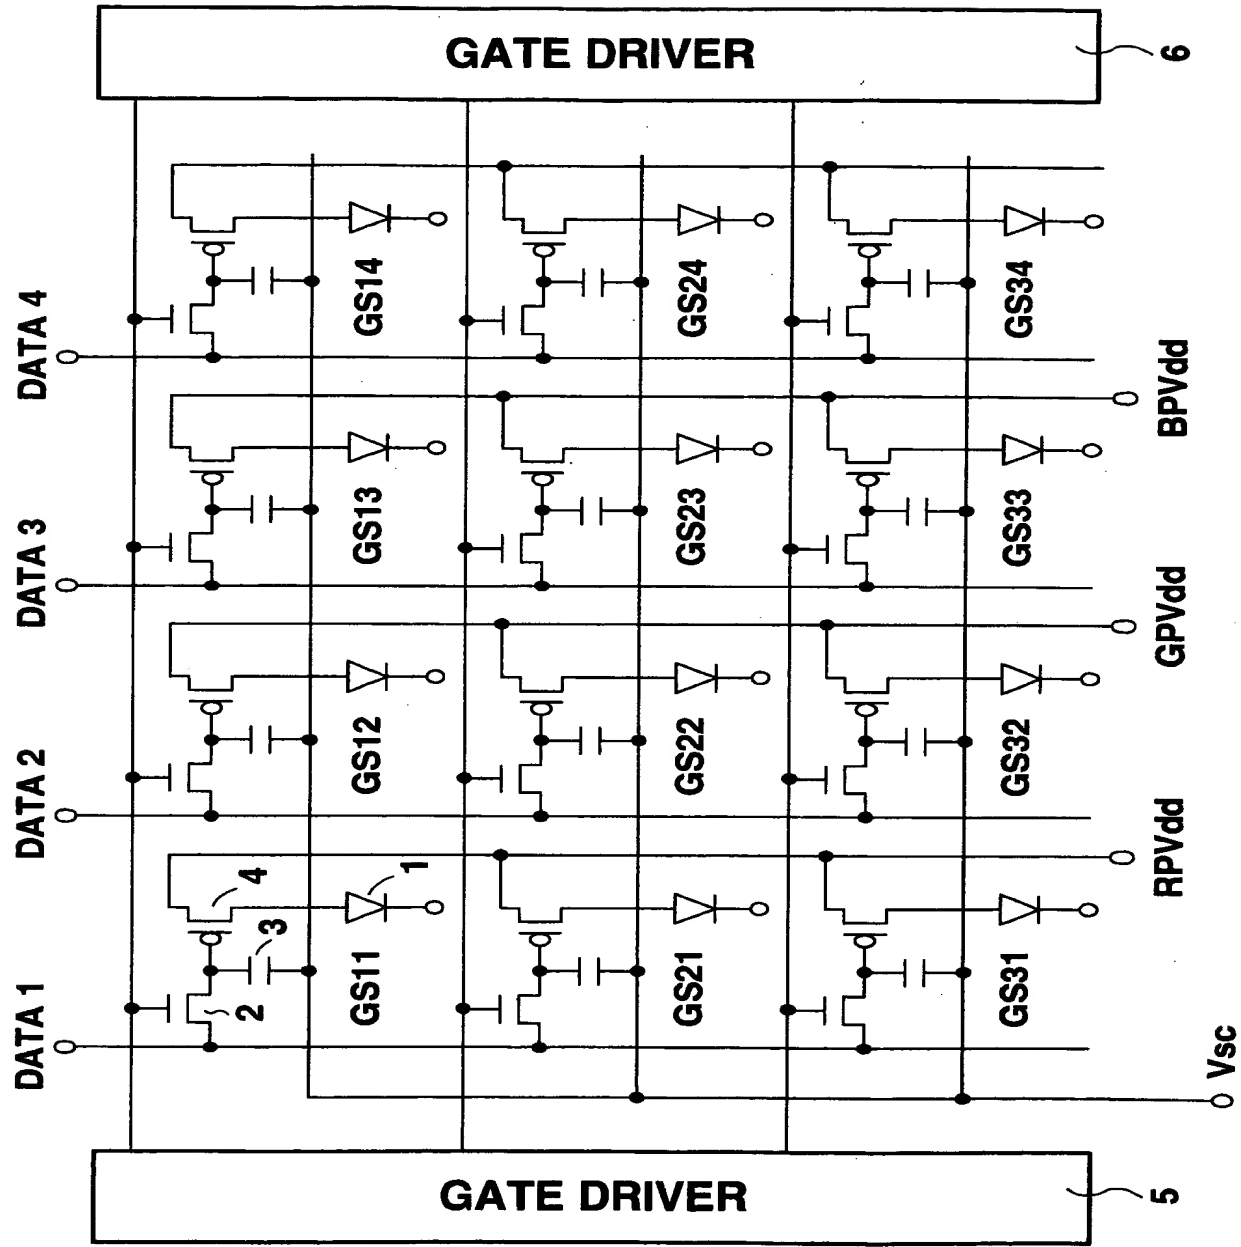 GATE DRIVER
6
DATA 4
DATA 3
DATA 2
DATA 1
GS14
GS24
GS34
BPVdd
GS13
GS23
GS33
GPVdd
GS12
GS22
GS32
RPVdd
4
1
3
2
GS11
GS21
GS31
Vsc
GATE DRIVER
5